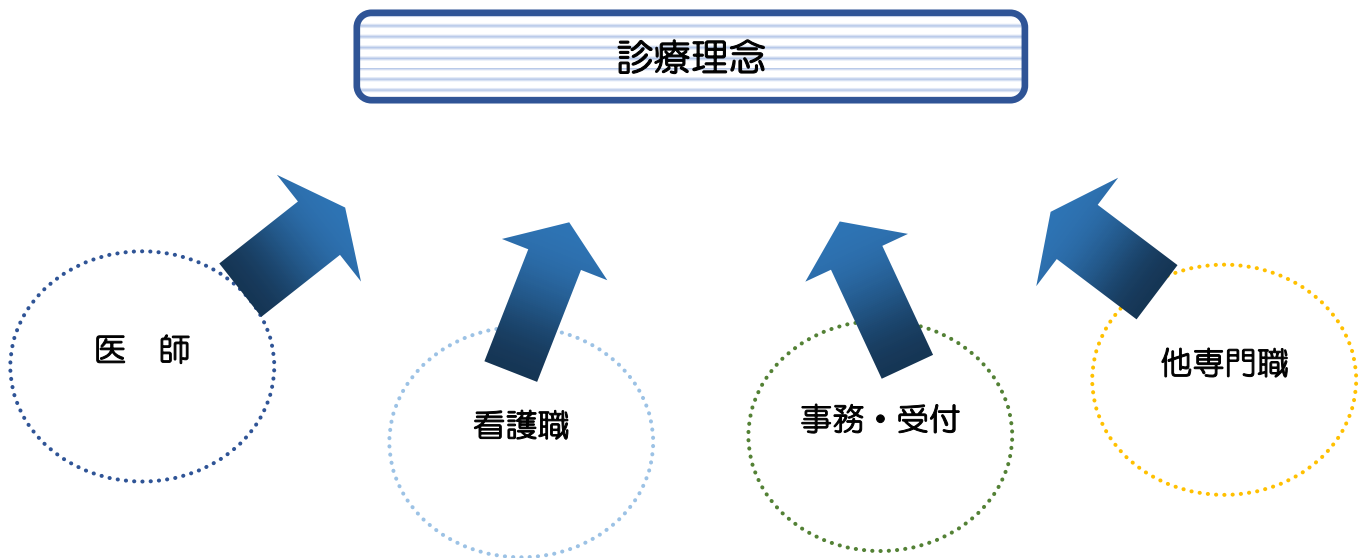 診療理念
医　師
看護職
事務・受付
他専門職